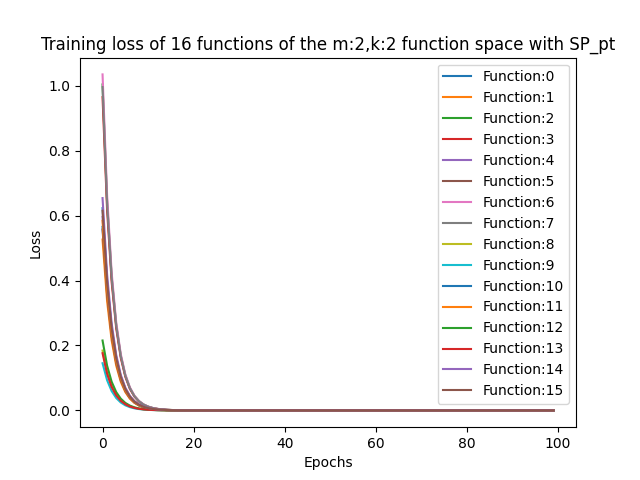 Training loss of 16 functions of the m:2,k:2 function space with SP_pt
Loss
1.0
0.8
0.6
0.4
0.2
0.0
Function:0
Function:1
Function:2
Function:3
Function:4
Function:5
Function:6
Function:7
Function:8
Function:9
Function:10
Function:11
Function:12
Function:13
Function:14
Function:15
0 20 40 60 80 100
Epochs